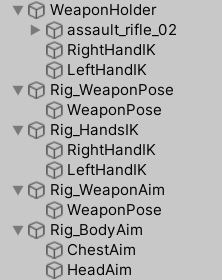 WeaponHolder
assault_rifle_02
RightHandIK
LeftHandIK
Rig_WeaponPose
WeaponPose
Rig_HandsIK
RightHandIK
LeftHandIK
Rig_WeaponAim
WeaponPose
Rig_BodyAim
ChestAim
HeadAim